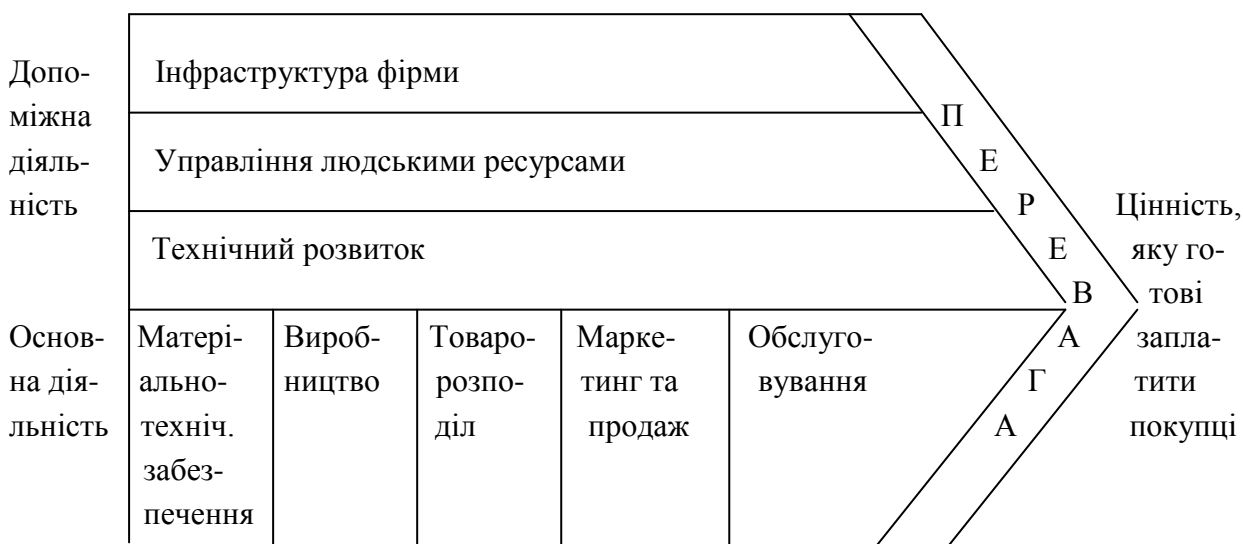 Допо-
міжна
діяль-
ність
Інфраструктура фірми
Управління людськими ресурсами
Технічний розвиток
Основ-
на дія-
льність
Матері-
ально-
техніч.
забез-
печення
Вироб-
ництво
Товаро-
розпо-
діл
Марке-
тинг та
продаж
Обслуго-
вування
П
Е
Р
Е
В
А
Г
А
Цінність,
яку го-
тові
запла-
тити
покупці